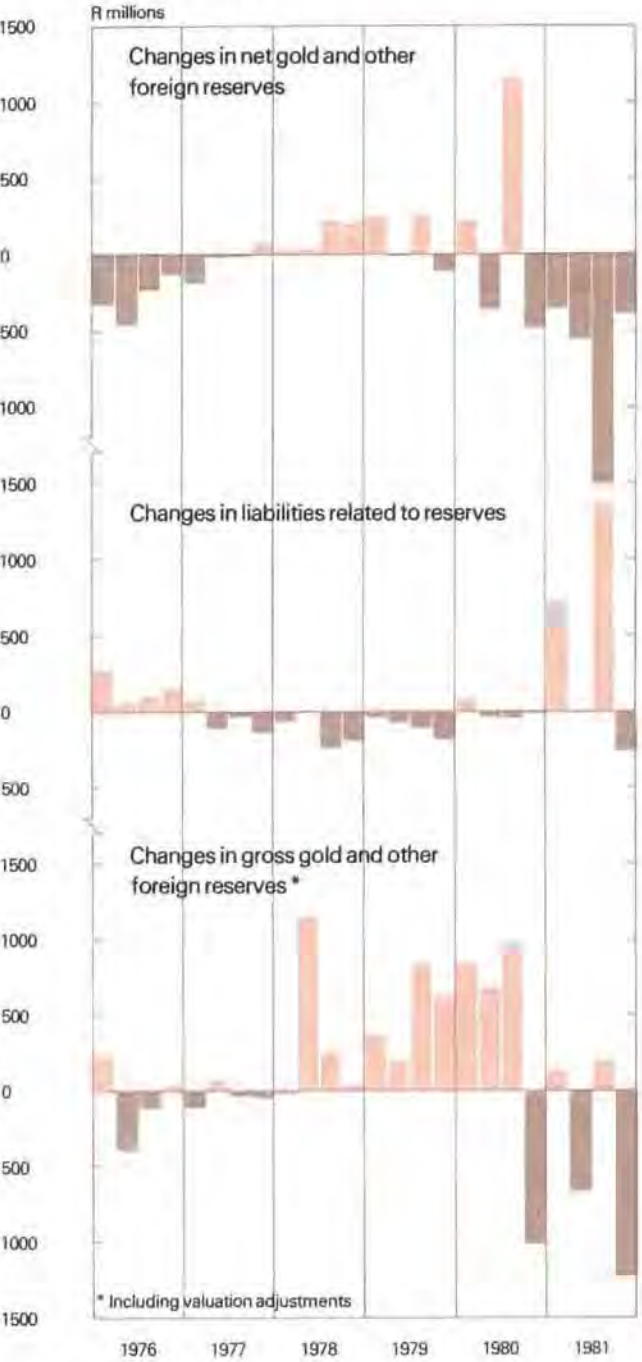 R millions
1500
Changes in net gold and other
foreign reserves
1000
500
0
500
1000
1500
Changes in liabilities related to reserves
1000
500
0
500
1500
Changes in gross gold and other
foreign reserves *
1000
500
0
500
1000
* Including valuation adjustments
1500
1976 1977 1978 1979 1980 1981